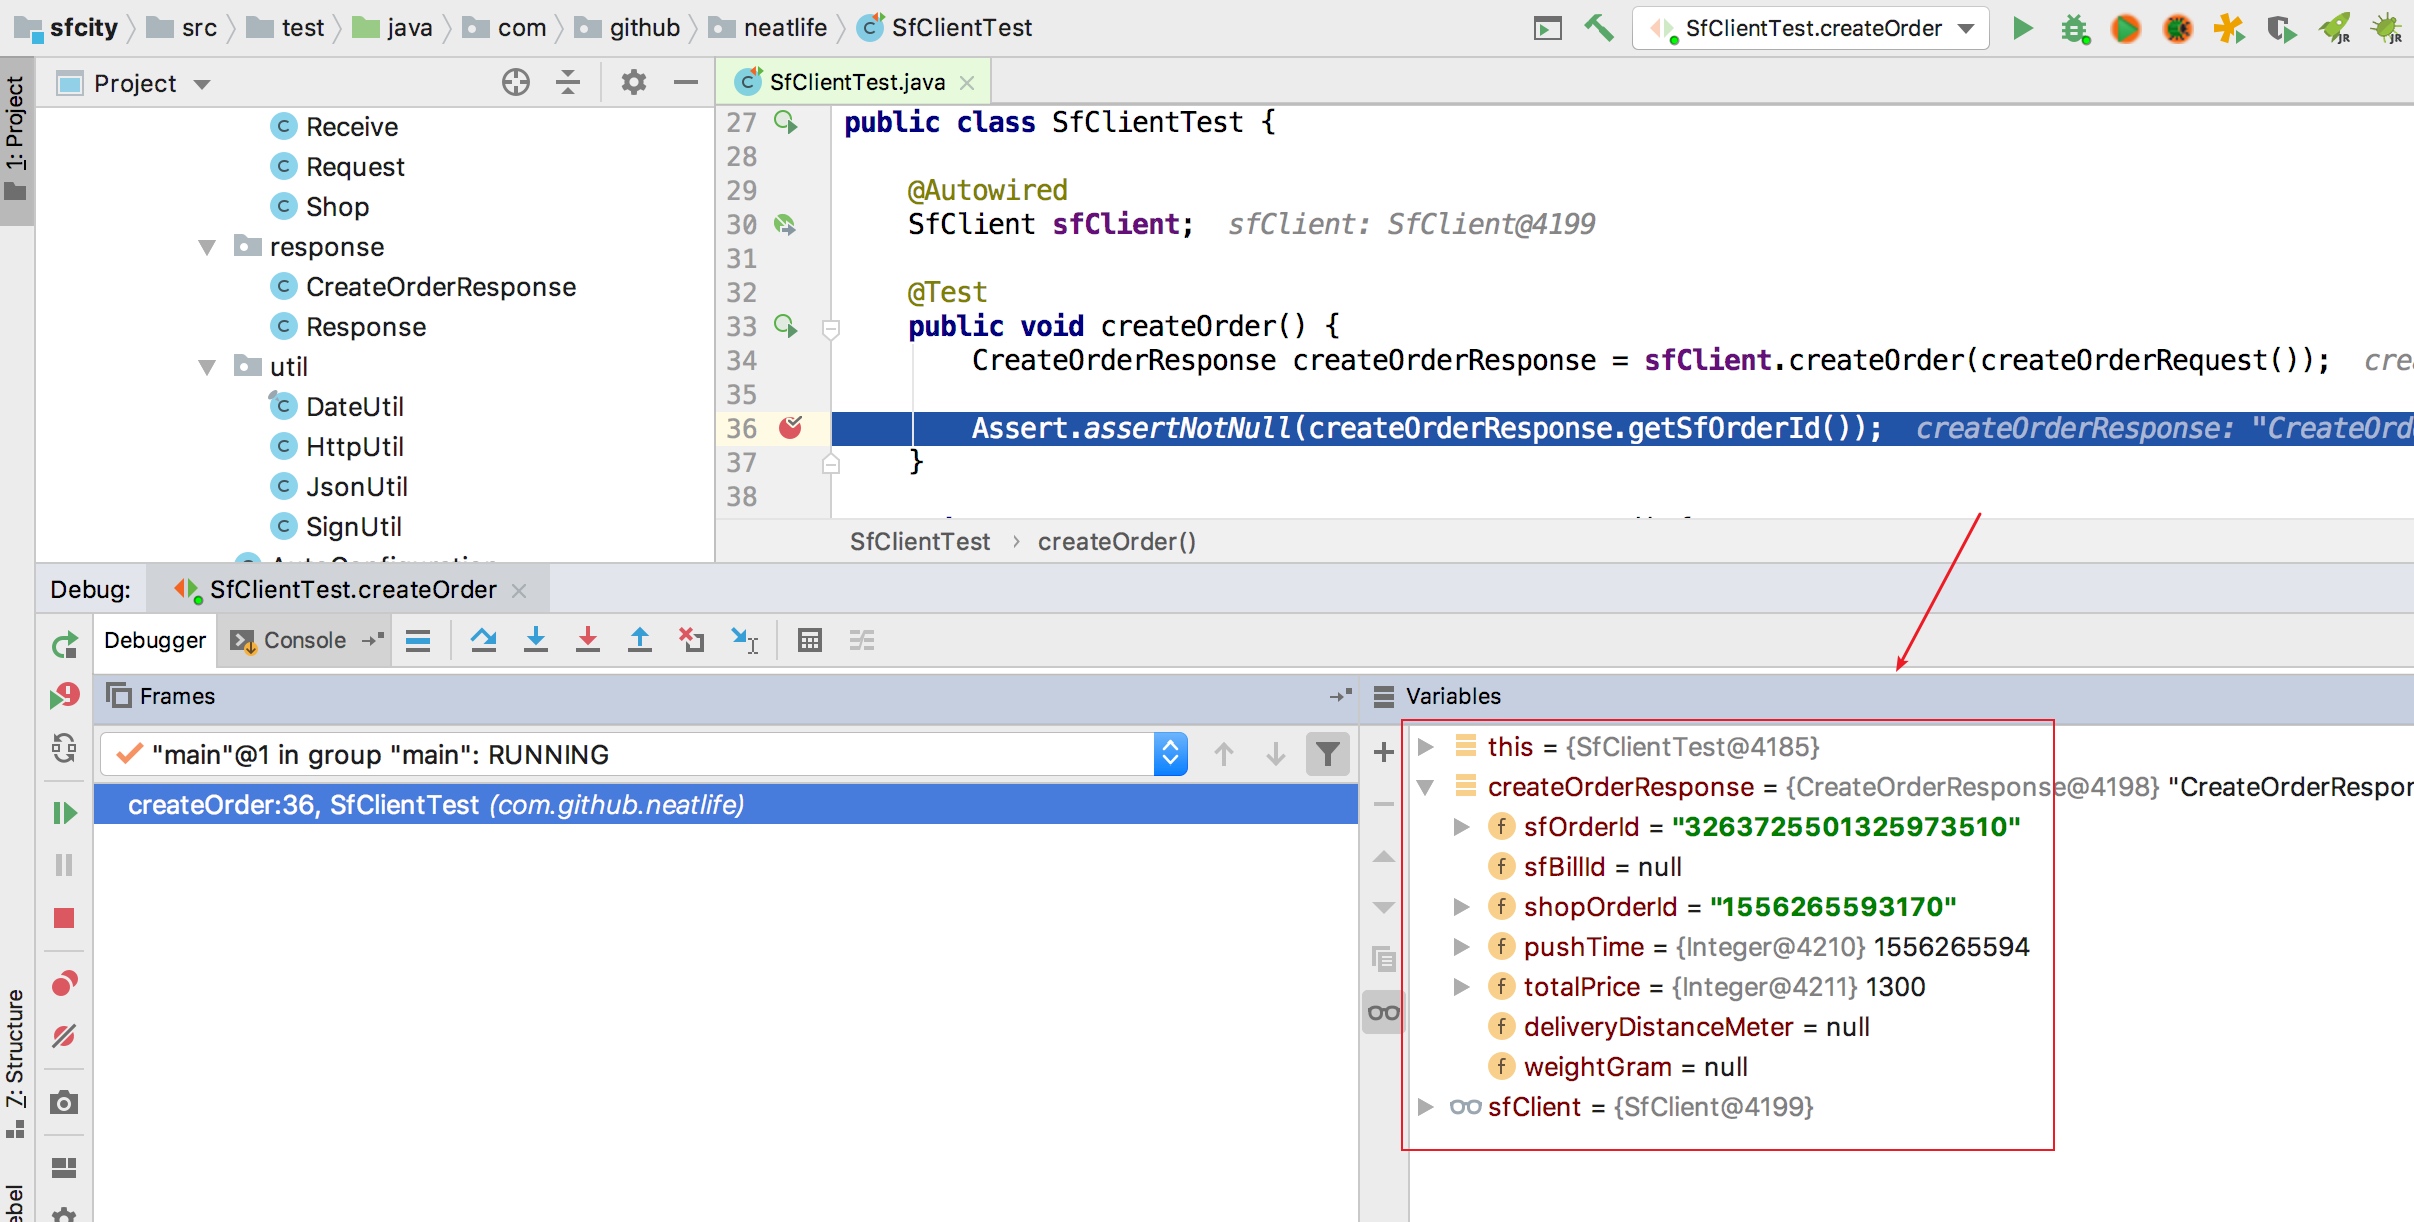 sfcity src test java com github neatlife SfClientTest
SfClientTest.createOrder
JR
JR
1: Project
Project
Receive
Request
Shop
response
CreateOrderResponse
Response
util
DateUtil
HttpUtil
JsonUtil
SignUtil
SfClientTest.java
27 public class SfClientTest {
28
29 @Autowired
30 SfClient sfClient; sfClient: SfClient@4199
31
32 @Test
33 public void createOrder() {
34 CreateOrderResponse createOrderResponse = sfClient.createOrder(createOrderRequest()); cre
35
36 Assert.assertNotNull(createOrderResponse.getSfOrderId()); createOrderResponse: "CreateOrd
37 }
38
SfClientTest › createOrder()
Debug: SfClientTest.createOrder
Debugger Console
Frames
"main"@1 in group "main": RUNNING
createOrder:36, SfClientTest (com.github.neatlife)
Variables
this = {SfClientTest@4185}
createOrderResponse = {CreateOrderResponse@4198} "CreateOrderRespor
sfOrderId = "3263725501325973510"
sfBillId = null
shopOrderId = "1556265593170"
pushTime = {Integer@4210} 1556265594
totalPrice = {Integer@4211} 1300
deliveryDistanceMeter = null
weightGram = null
sfClient = {SfClient@4199}
7: Structure
ebel